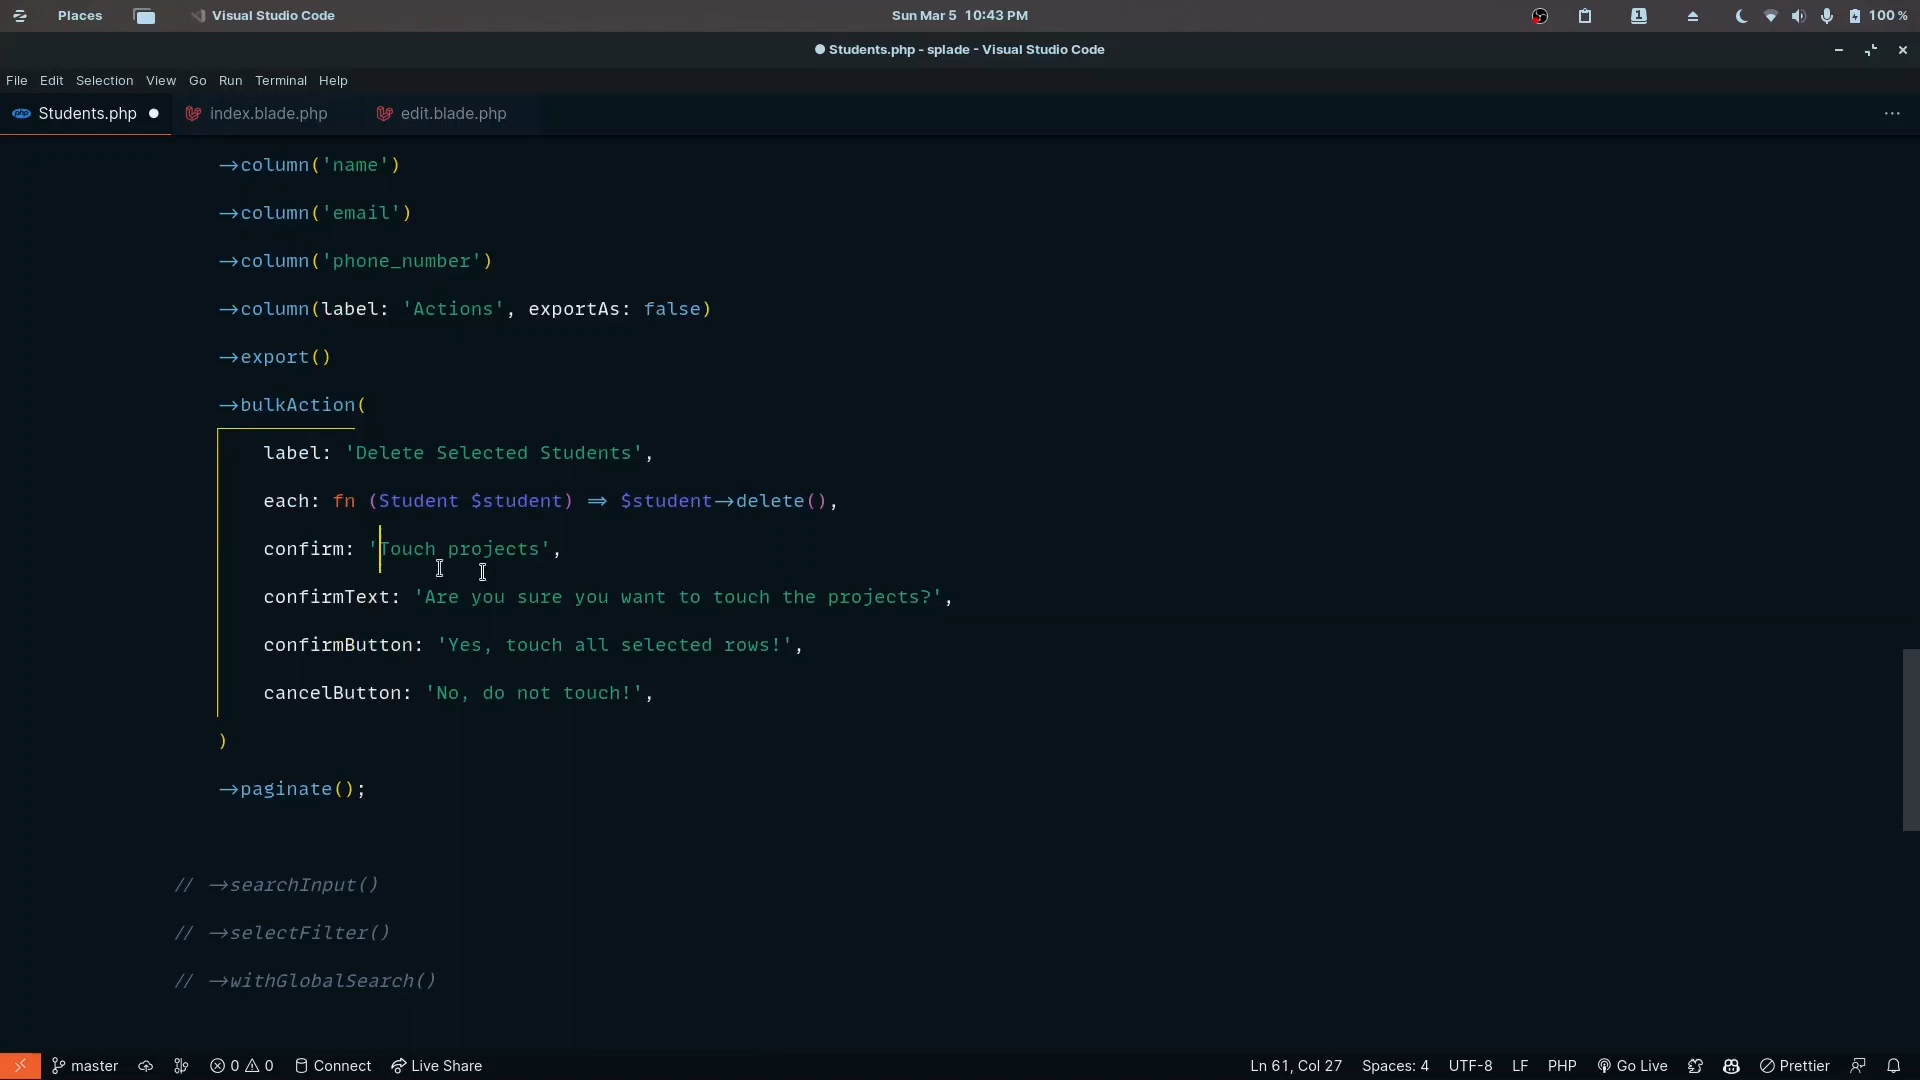 Places
Visual Studio Code
Sun Mar 5 10:43 PM
1
100 %
● Students.php - splade - Visual Studio Code
File Edit Selection View Go Run Terminal Help
php Students.php ●
index.blade.php
edit.blade.php
->column('name')
->column('email')
->column('phone_number')
->column(label: 'Actions', exportAs: false)
->export()
->bulkAction(
label: 'Delete Selected Students',
each: fn (Student $student) => $student->delete(),
confirm: 'Touch projects',
confirmText: 'Are you sure you want to touch the projects?',
confirmButton: 'Yes, touch all selected rows!',
cancelButton: 'No, do not touch!',
)
->paginate();
// ->searchInput()
// ->selectFilter()
// ->withGlobalSearch()
master
0
0
Connect
Live Share
Ln 61, Col 27
Spaces: 4
UTF-8
LF
PHP
Go Live
Prettier